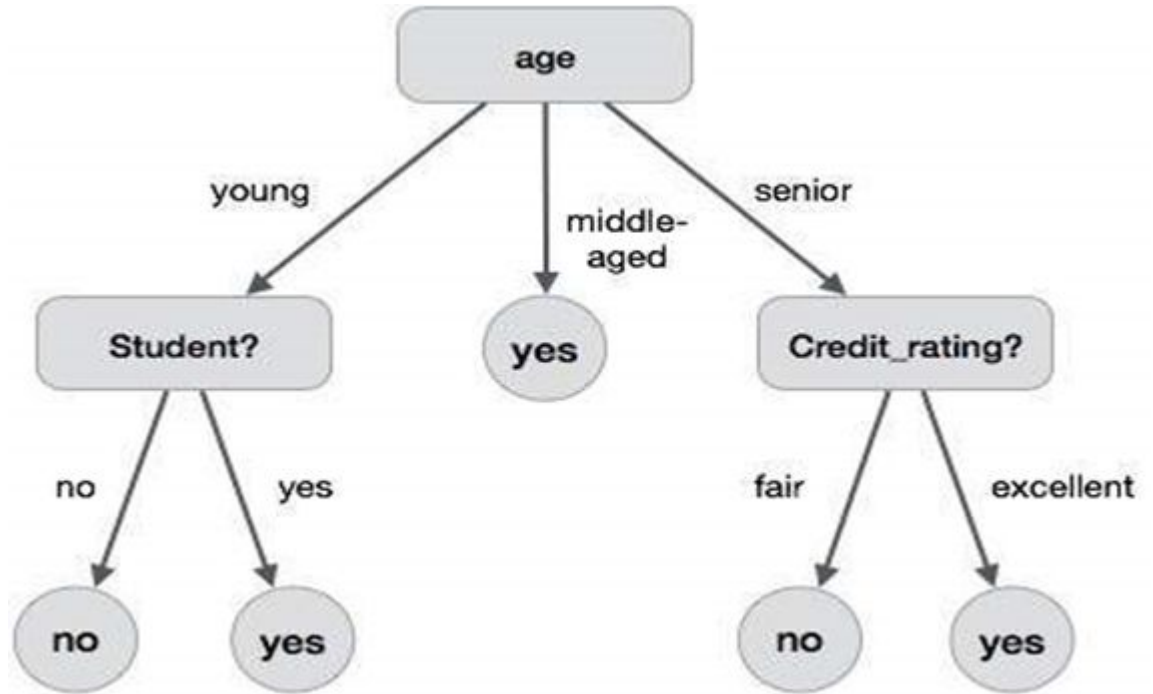 age
young
middle-
aged
senior
Student?
yes
Credit_rating?
no
yes
fair
excellent
no
yes
no
yes